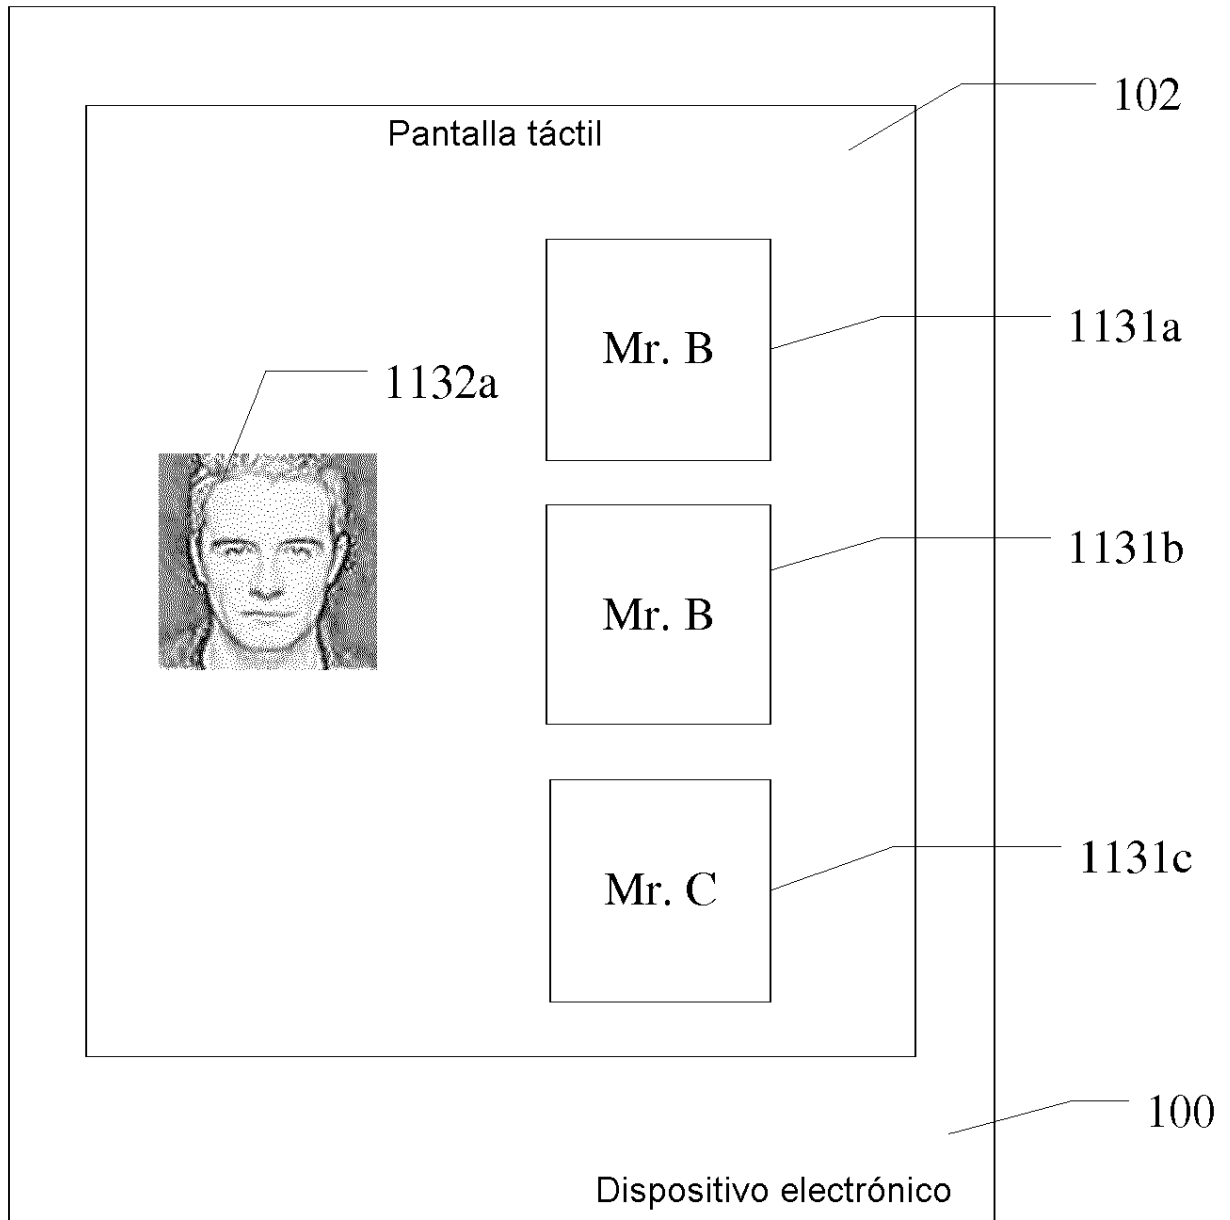 102
Pantalla táctil
Mr. B
1131a
1132a
Mr. B
1131b
Mr. C
1131c
100
Dispositivo electrónico